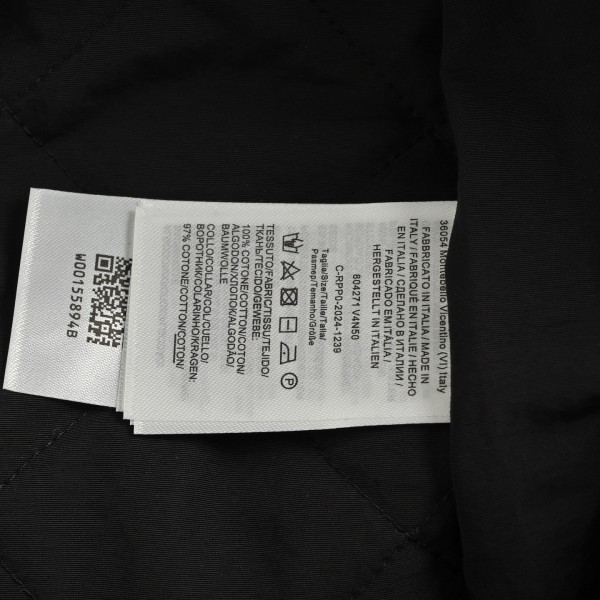 36054 Montebello Vicentino (VI) Italy
FABBRICATO IN ITALIA / MADE IN
ITALY / FABRIQUÉ EN ITALIE / HECHO
EN ITALIA / СДЕЛАНО В ИТАЛИИ /
FABRICADO EM ITÁLIA /
HERGESTELLT IN ITALIEN
804271 V4N50
C-RPP0-2024-1239
Taglia/Size/Taille/Talla/
Размер/Tamanho/Größe
TESSUTO/FABRIC/TISSU/TEJIDO/
ТКАНЬ/TECIDO/GEWEBE:
100% COTONE/COTTON/COTON/
ALGODON/ХЛОПОК/ALGODÃO/
BAUMWOLLE
COLLO/COLLAR/COL/CUELLO/
ВОРОТНИК/COLARINHO/KRAGEN:
97% COTONE/COTTON/COTON/
W00155894B